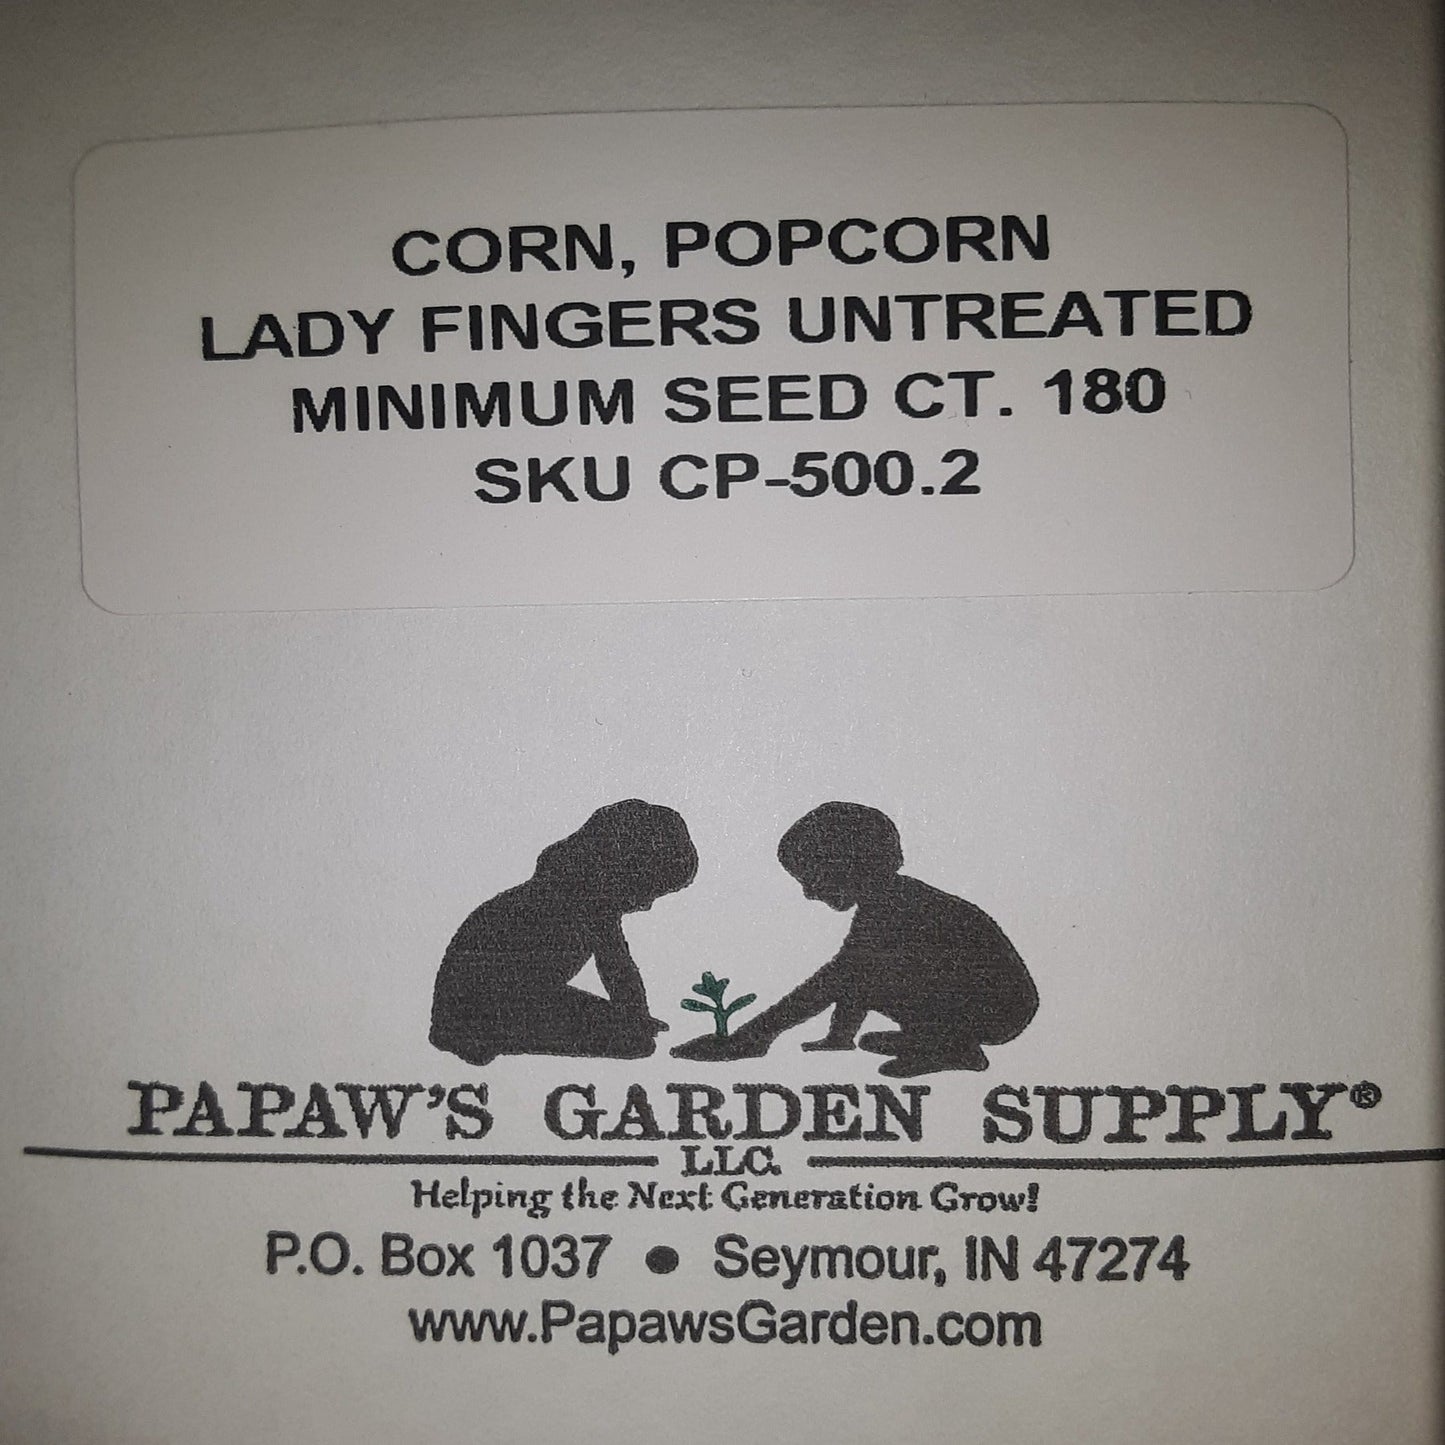 CORN, POPCORN
LADY FINGERS UNTREATED
MINIMUM SEED CT. 180
SKU CP-500.2
PAPAW'S GARDEN SUPPLY®
LLC.
Helping the Next Generation Grow!
P.O. Box 1037 • Seymour, IN 47274
www.PapawsGarden.com